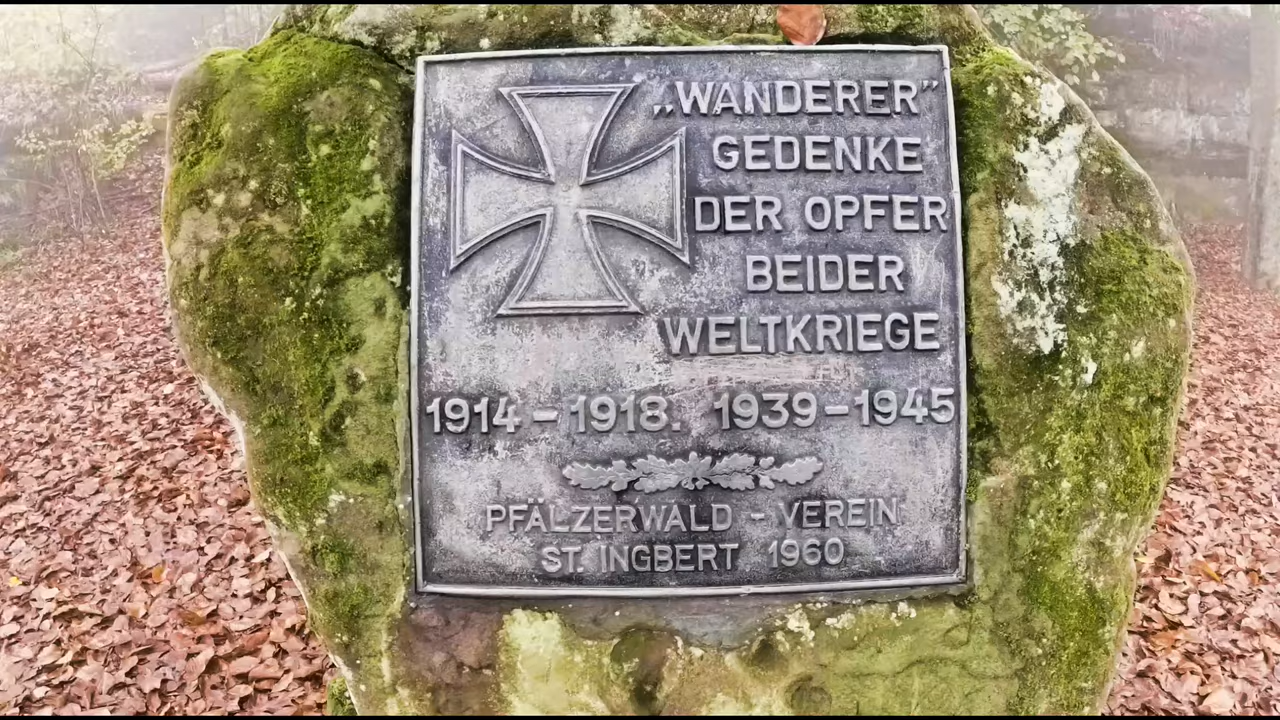 „WANDERER”
GEDENKE
DER OPFER
BEIDER
WELTKRIEGE
1914 – 1918. 1939 – 1945
PFÄLZERWALD - VEREIN
ST. INGBERT 1960